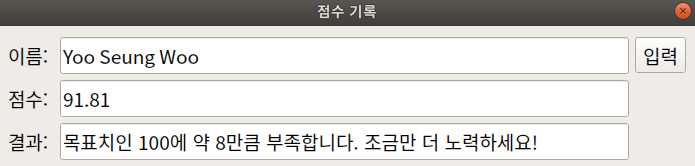 점수 기록
이름: Yoo Seung Woo 입력
점수: 91.81
결과: 목표치인 100에 약 8만큼 부족합니다. 조금만 더 노력하세요!